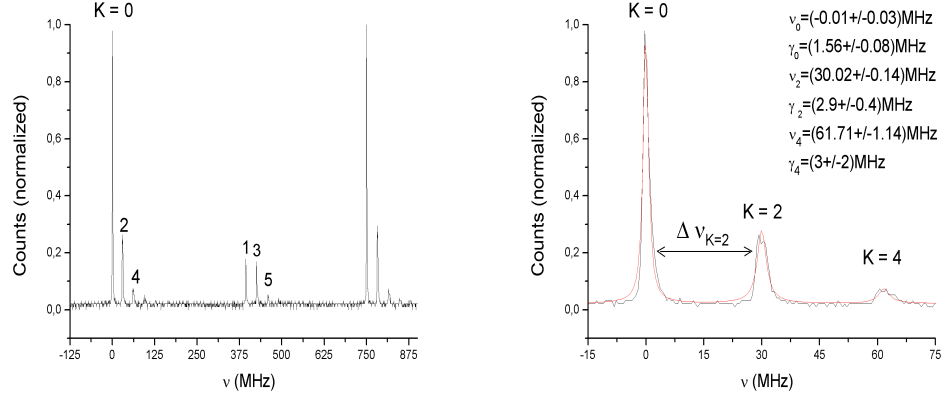 K = 0
1,0
0,8
0,6
0,4
0,2
0,0
Counts (normalized)
2
4
1
3
5
-125
0
125
250
375
450
600
750
875
ν (MHz)
K = 0
ν0=(-0.01+/-0.03)MHz
γ0=(1.56+/-0.08)MHz
ν2=(30.02+/-0.14)MHz
γ2=(2.9+/-0.4)MHz
ν4=(61.71+/-1.14)MHz
γ4=(3+/-2)MHz
1,0
0,8
0,6
0,4
0,2
0,0
Counts (normalized)
K = 2
Δ νK=2
K = 4
-15
0
15
30
45
60
75
ν (MHz)